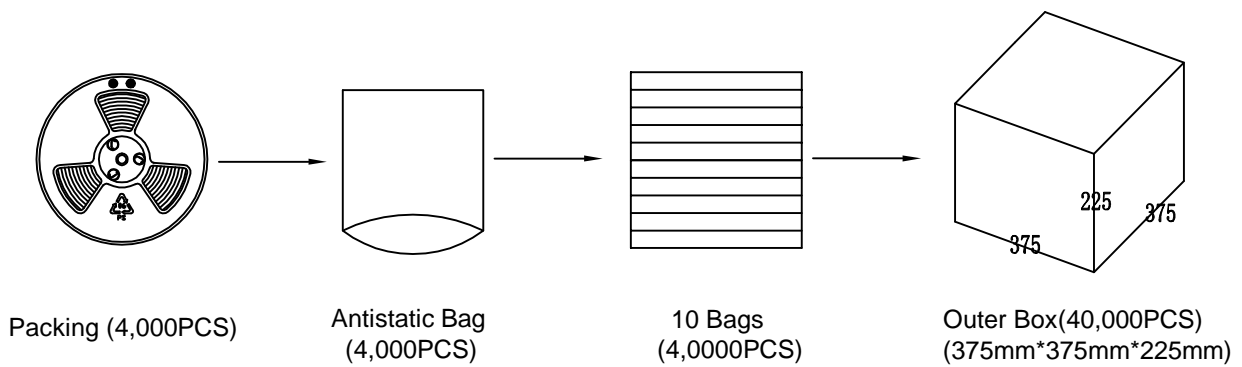 225
375
375
Packing (4,000PCS)
Antistatic Bag
(4,000PCS)
10 Bags
(4,0000PCS)
Outer Box(40,000PCS)
(375mm*375mm*225mm)